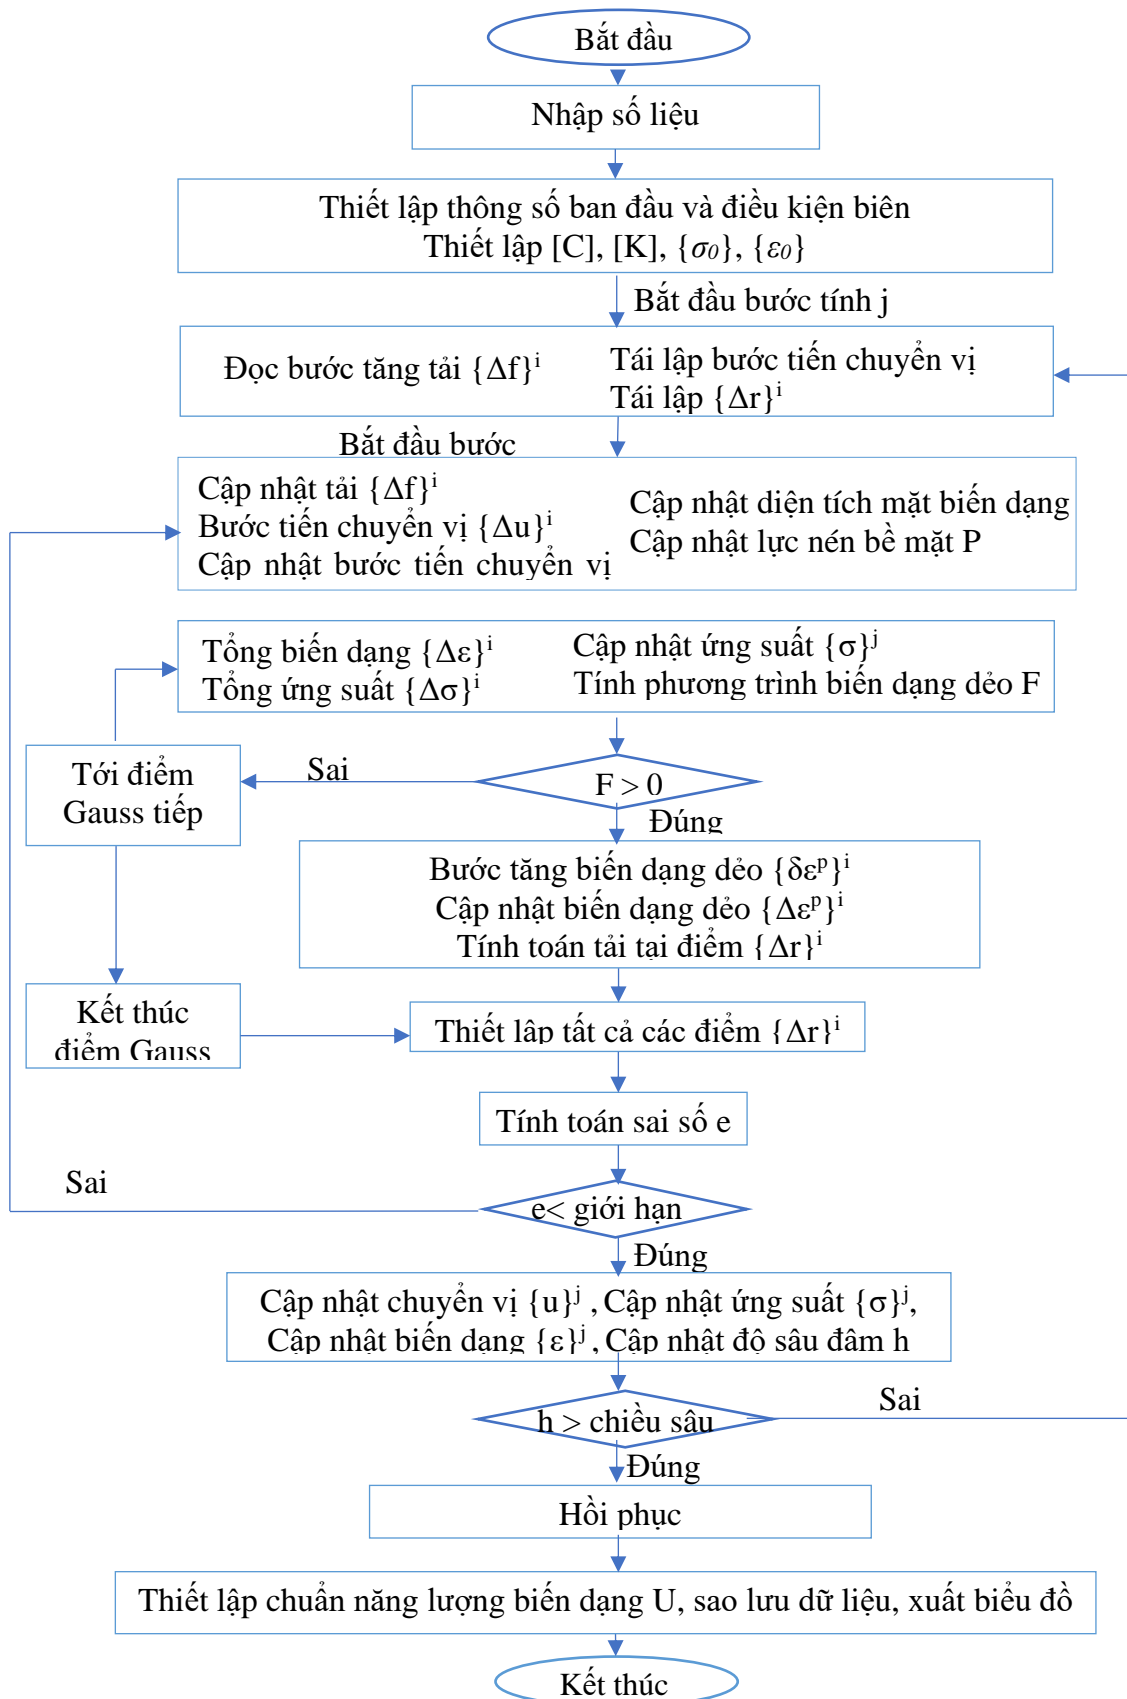 Bắt đầu
Nhập số liệu
Thiết lập thông số ban đầu và điều kiện biên
Thiết lập [C], [K], {σ₀}, {ε₀}
Bắt đầu bước tính j
Đọc bước tăng tải {Δf}ⁱ
Tái lập bước tiến chuyển vị
Tái lập {Δr}ⁱ
Bắt đầu bước
Cập nhật tải {Δf}ⁱ
Bước tiến chuyển vị {Δu}ⁱ
Cập nhật bước tiến chuyển vị
Cập nhật diện tích mặt biến dạng
Cập nhật lực nén bề mặt P
Tổng biến dạng {Δε}ⁱ
Tổng ứng suất {Δσ}ⁱ
Cập nhật ứng suất {σ}ʲ
Tính phương trình biến dạng dẻo F
Tới điểm
Gauss tiếp
Sai
F > 0
Đúng
Bước tăng biến dạng dẻo {δεᵖ}ⁱ
Cập nhật biến dạng dẻo {Δεᵖ}ⁱ
Tính toán tải tại điểm {Δr}ⁱ
Kết thúc
điểm Gauss
Thiết lập tất cả các điểm {Δr}ⁱ
Tính toán sai số e
Sai
e< giới hạn
Đúng
Cập nhật chuyển vị {u}ʲ , Cập nhật ứng suất {σ}ʲ,
Cập nhật biến dạng {ε}ʲ, Cập nhật độ sâu đâm h
Sai
h > chiều sâu
Đúng
Hồi phục
Thiết lập chuẩn năng lượng biến dạng U, sao lưu dữ liệu, xuất biểu đồ
Kết thúc